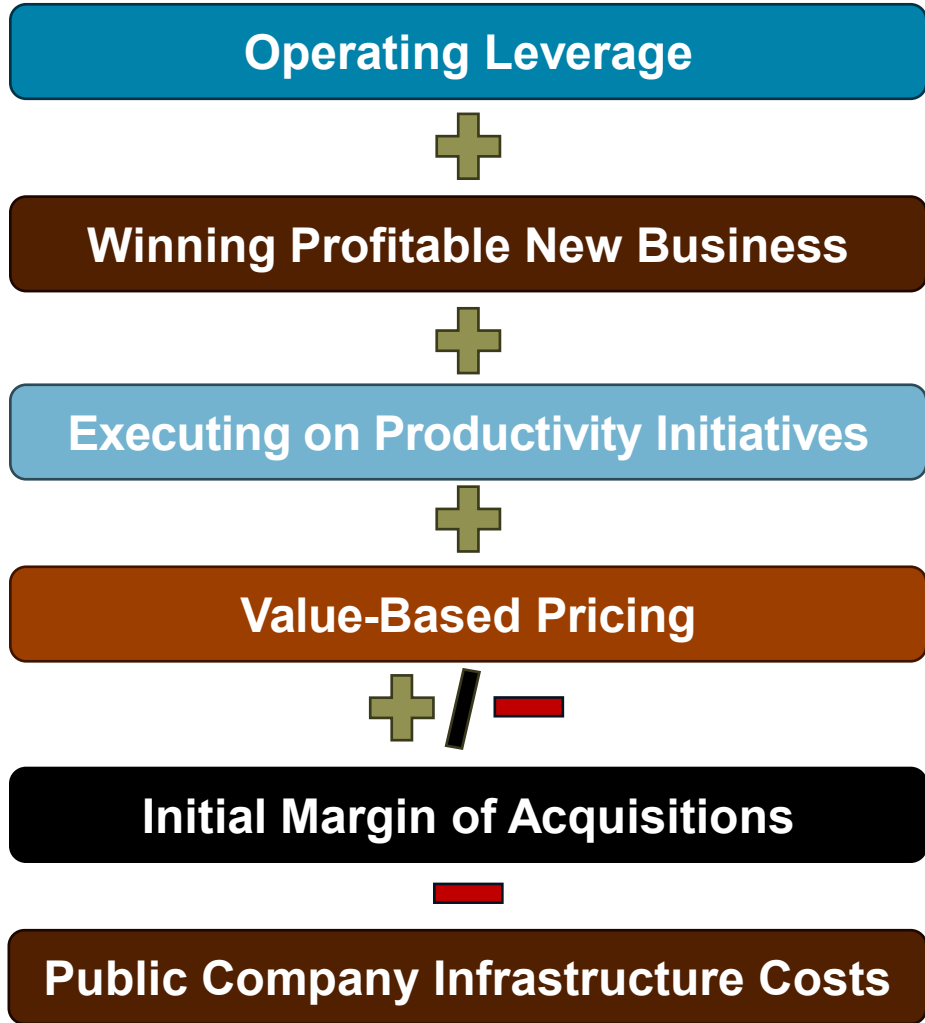 Operating Leverage
+
Winning Profitable New Business
+
Executing on Productivity Initiatives
+
Value-Based Pricing
+ / -
Initial Margin of Acquisitions
-
Public Company Infrastructure Costs